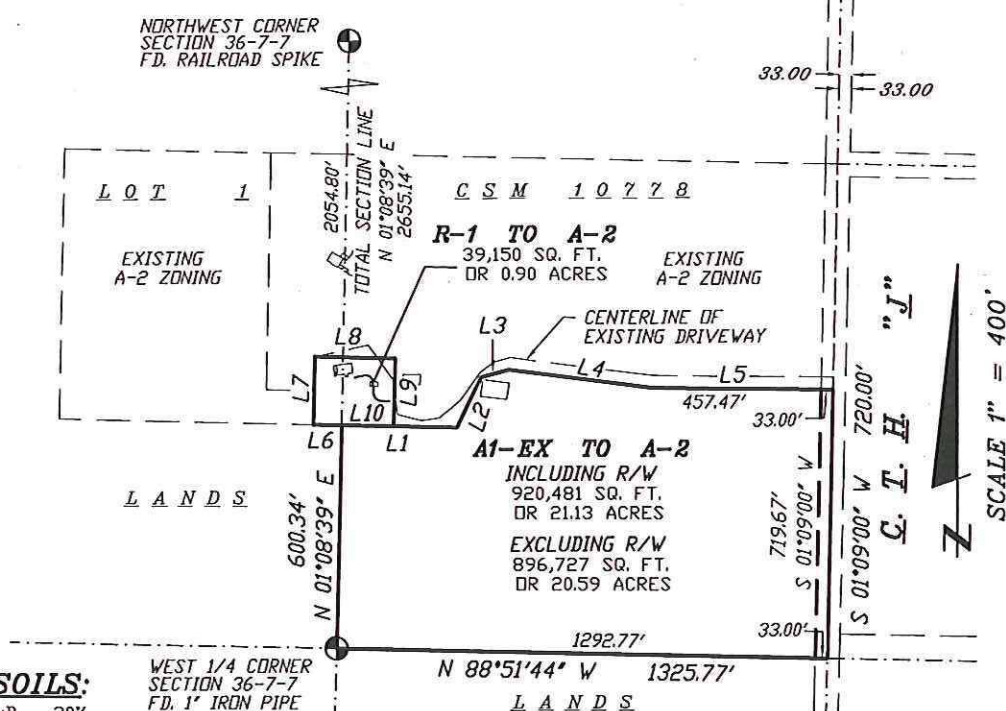 NORTHWEST CORNER
SECTION 36-7-7
FD. RAILROAD SPIKE
33.00
33.00
2054.80'
TOTAL SECTION LINE
N 01°08'39" E
2655.14'
LOT 1
CSM 10778
R-1 TO A-2
39,150 SQ. FT.
OR 0.90 ACRES
EXISTING
A-2 ZONING
EXISTING
A-2 ZONING
CENTERLINE OF
EXISTING DRIVEWAY
L3
L8
L4
L5
L7
L9
L10
L2
L6
L1
457.47'
33.00'
A1-EX TO A-2
INCLUDING R/W
920,481 SQ. FT.
OR 21.13 ACRES
EXCLUDING R/W
896,727 SQ. FT.
OR 20.59 ACRES
LANDS
600.34'
N 01°08'39" E
719.67'
S 01°09'00" W
S 01°09'00" W 720.00'
C. T. H. "J"
Z
SCALE 1" = 400'
1292.77'
33.00'
N 88°51'44" W 1325.77'
LANDS
WEST 1/4 CORNER
SECTION 36-7-7
FD. 1" IRON PIPE
SOILS: